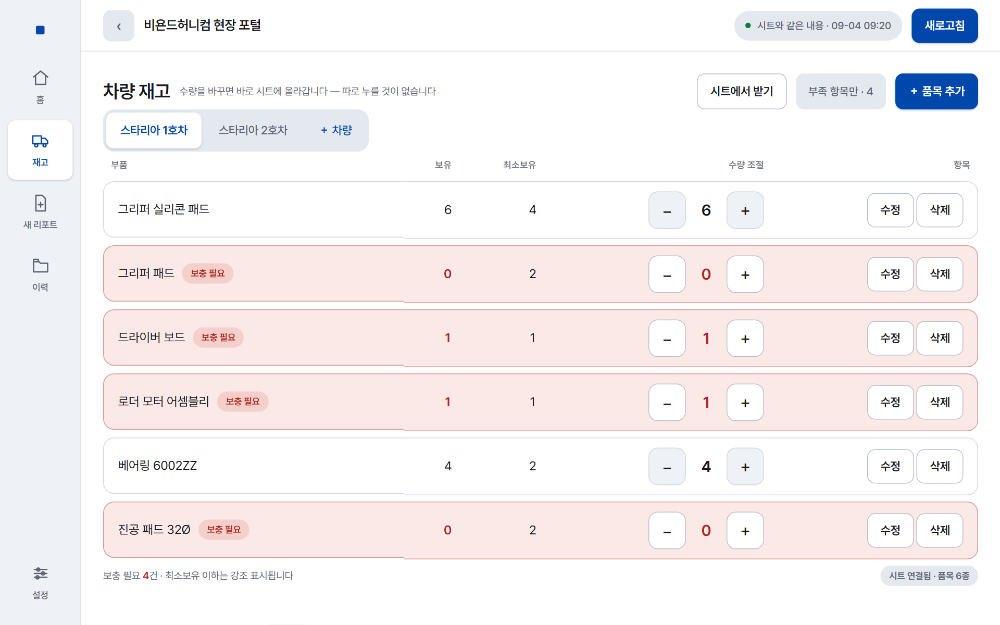 ‹ 비욘드허니컴 현장 포털
시트와 같은 내용 · 09-04 09:20
새로고침
홈
재고
새 리포트
이력
설정
차량 재고 수량을 바꾸면 바로 시트에 올라갑니다 — 따로 누를 것이 없습니다
시트에서 받기
부족 항목만 · 4
+ 품목 추가
스타리아 1호차 스타리아 2호차 + 차량
부품 보유 최소보유 수량 조절 항목
그리퍼 실리콘 패드 6 4 – 6 + 수정 삭제
그리퍼 패드 보충 필요 0 2 – 0 + 수정 삭제
드라이버 보드 보충 필요 1 1 – 1 + 수정 삭제
로더 모터 어셈블리 보충 필요 1 1 – 1 + 수정 삭제
베어링 6002ZZ 4 2 – 4 + 수정 삭제
진공 패드 32Ø 보충 필요 0 2 – 0 + 수정 삭제
보충 필요 4건 · 최소보유 이하는 강조 표시됩니다
시트 연결됨 · 품목 6종